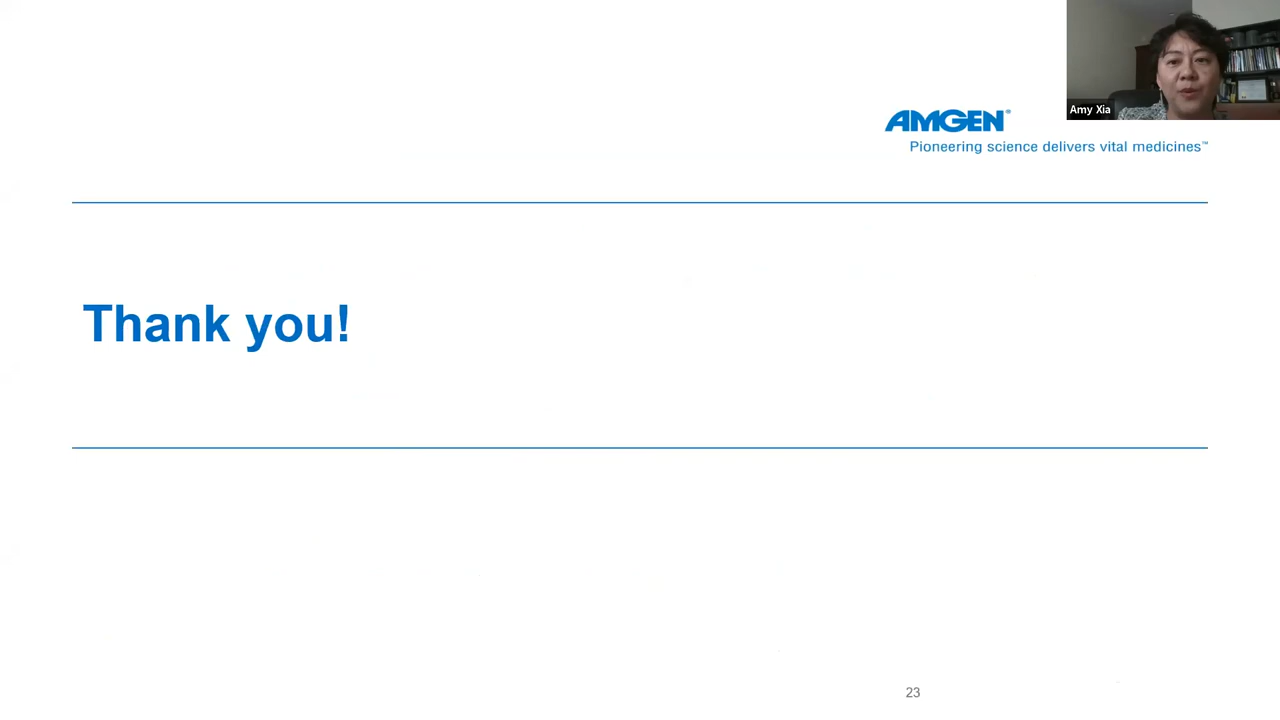 Amy Xia
AMGEN®
Pioneering science delivers vital medicines™
Thank you!
23